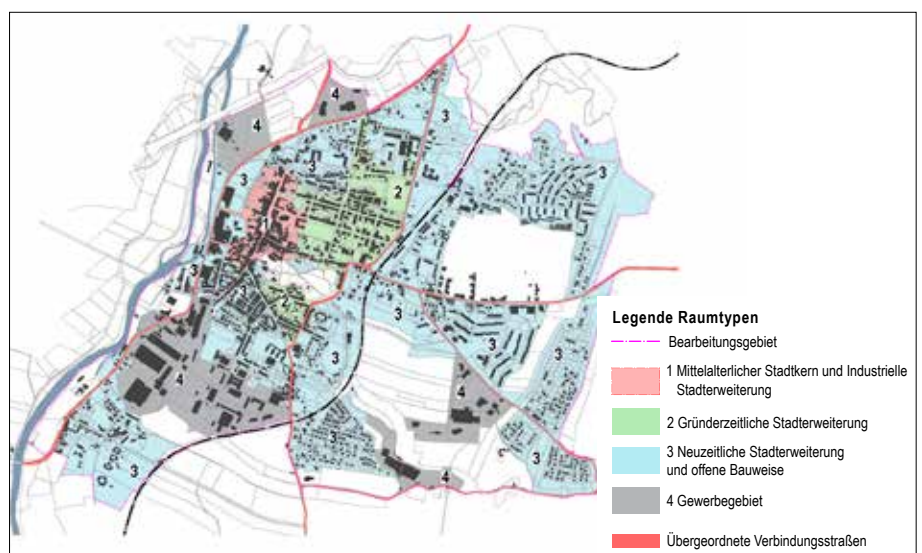 4
3
4
3
3
3
2
1
3
3
2
3
3
3
3
4
4
3
3
3
4
Legende Raumtypen
Bearbeitungsgebiet
1 Mittelalterlicher Stadtkern und Industrielle
Stadterweiterung
2 Gründerzeitliche Stadterweiterung
3 Neuzeitliche Stadterweiterung
und offene Bauweise
4 Gewerbegebiet
Übergeordnete Verbindungsstraßen